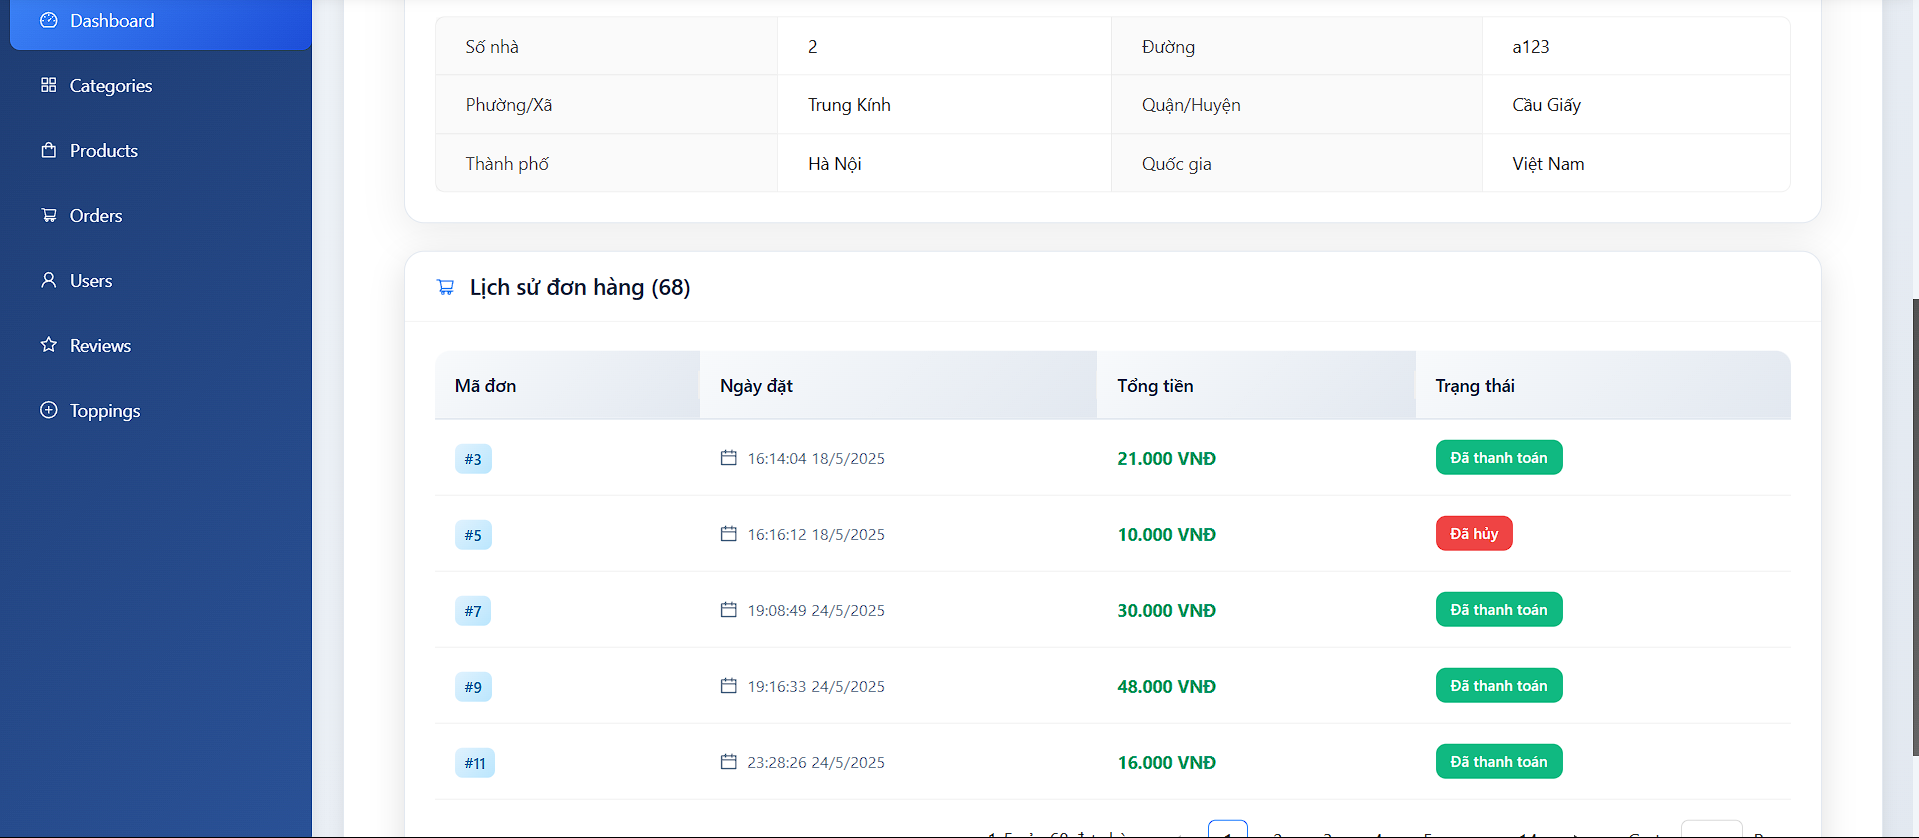 Dashboard
Categories
Products
Orders
Users
Reviews
Toppings
Số nhà 2 Đường a123
Phường/Xã Trung Kính Quận/Huyện Cầu Giấy
Thành phố Hà Nội Quốc gia Việt Nam
Lịch sử đơn hàng (68)
Mã đơn Ngày đặt Tổng tiền Trạng thái
#3 16:14:04 18/5/2025 21.000 VNĐ Đã thanh toán
#5 16:16:12 18/5/2025 10.000 VNĐ Đã hủy
#7 19:08:49 24/5/2025 30.000 VNĐ Đã thanh toán
#9 19:16:33 24/5/2025 48.000 VNĐ Đã thanh toán
#11 23:28:26 24/5/2025 16.000 VNĐ Đã thanh toán